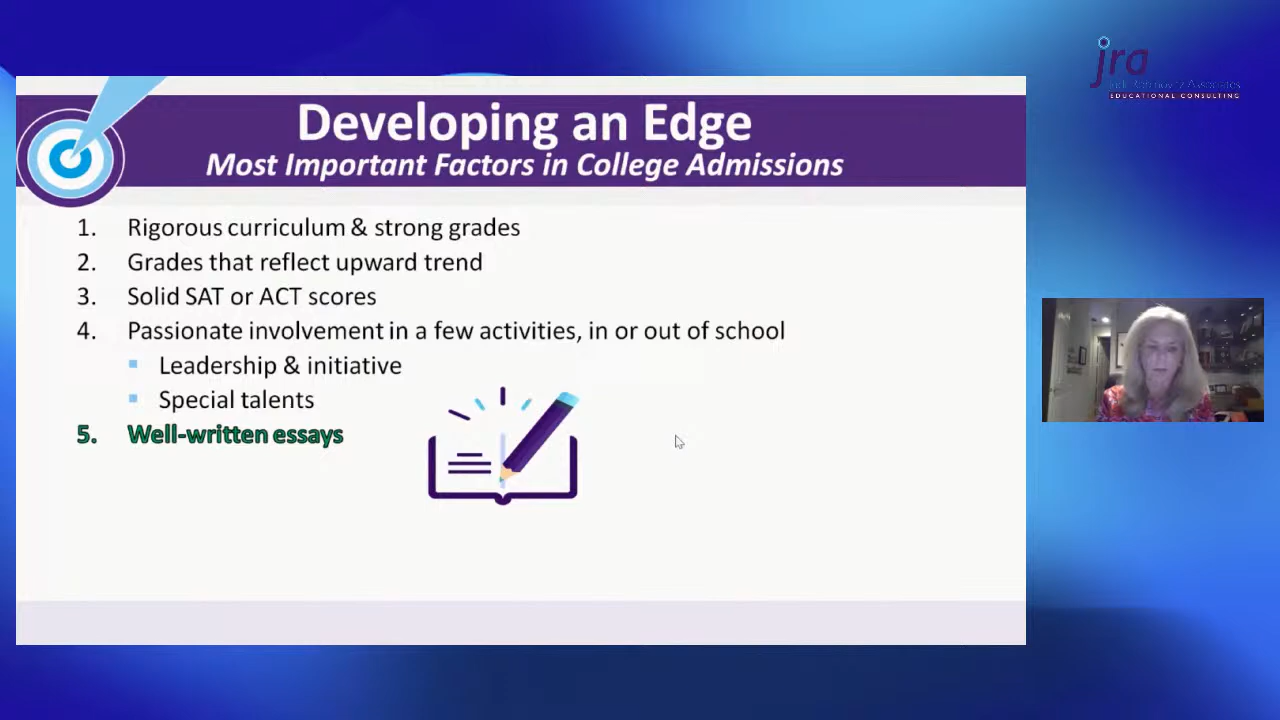 jra
Associates
EDUCATIONAL CONSULTING
Developing an Edge
Most Important Factors in College Admissions
1. Rigorous curriculum & strong grades
2. Grades that reflect upward trend
3. Solid SAT or ACT scores
4. Passionate involvement in a few activities, in or out of school
Leadership & initiative
Special talents
5. Well-written essays